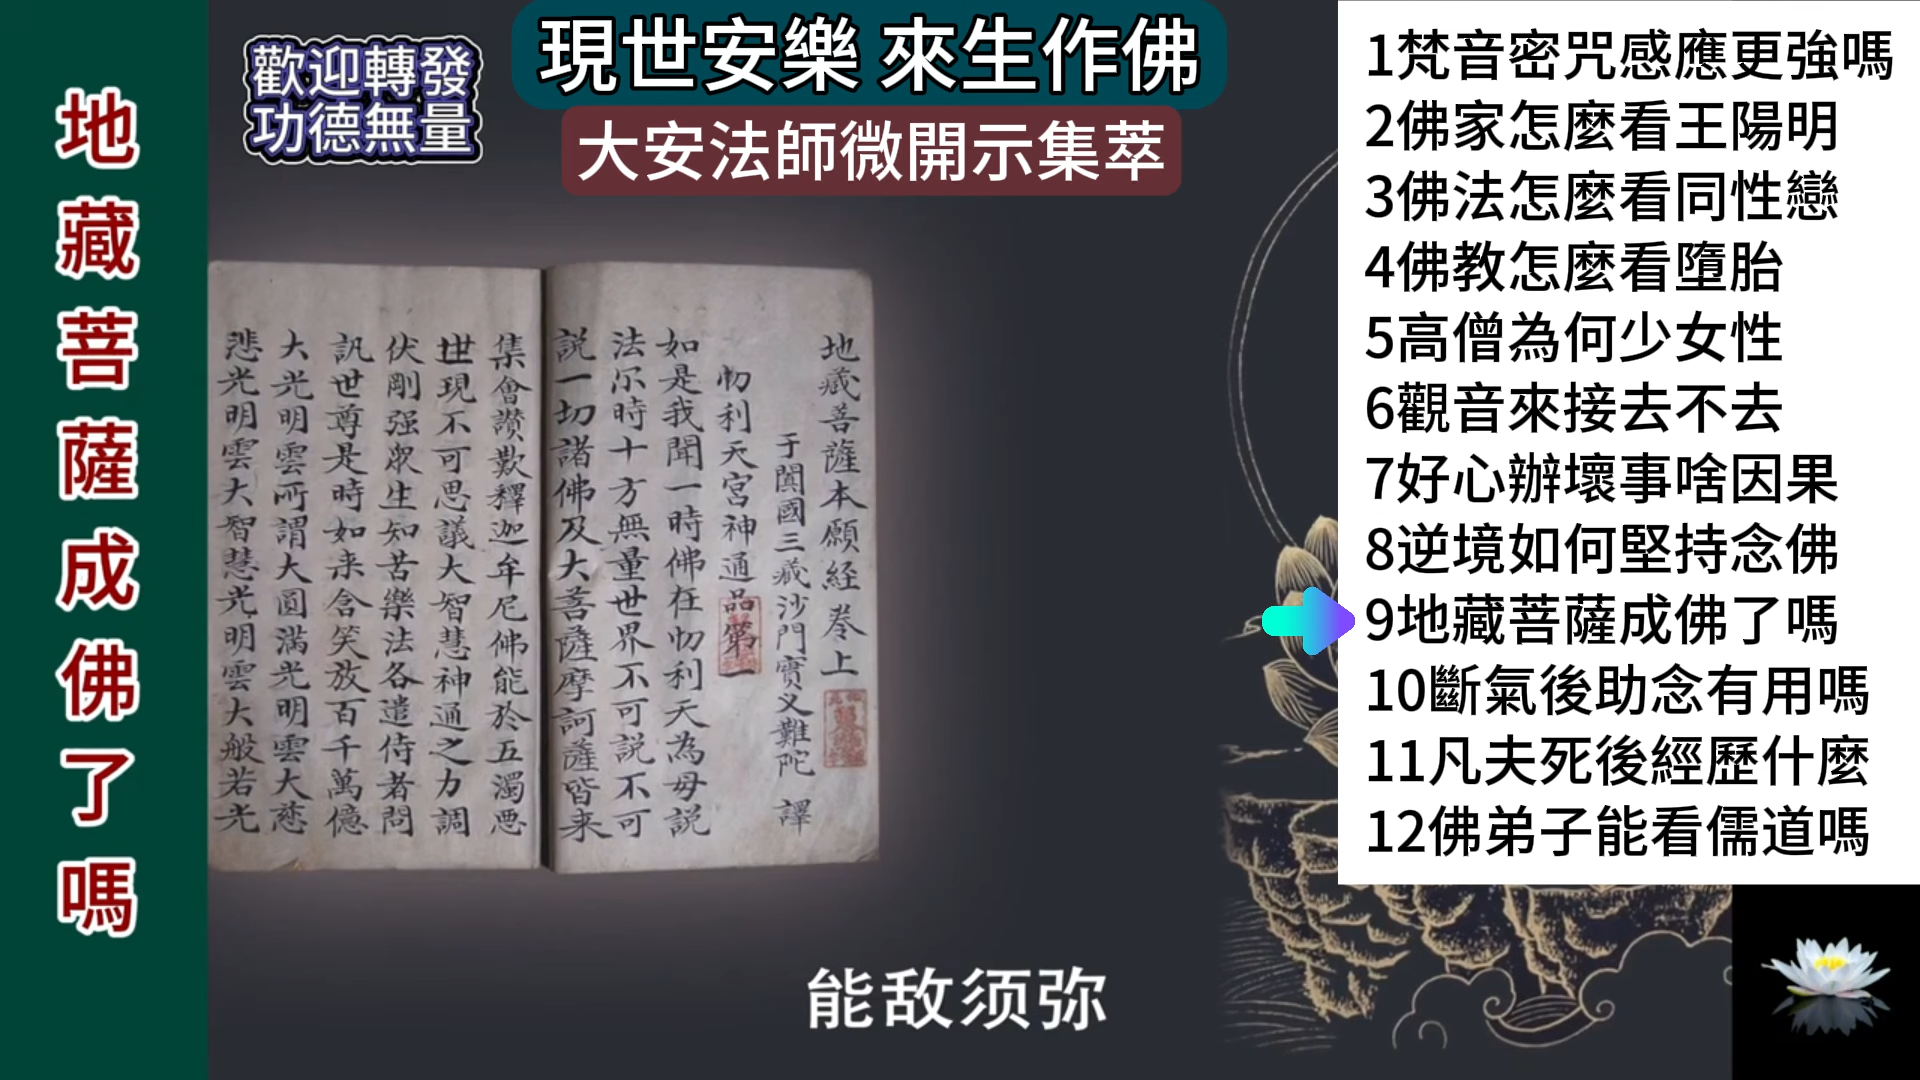 地藏菩薩成佛了嗎
歡迎轉發
功德無量
現世安樂 來生作佛
大安法師微開示集萃
地藏菩薩本願経卷上
于闐國三藏沙門實义難陀 譯
忉利天宮神通品第一
如是我聞一時佛在忉利天為母説
法尔時十方無量世界不可説不可
説一切諸佛及大菩薩摩訶薩皆来
集會讃歎釋迦牟尼佛能於五濁悪
世現不可思議大智慧神通之力調
伏剛强衆生知苦樂法各遣侍者問
訊世尊是時如来含笑放百千萬億
大光明雲所謂大圓滿光明雲大慈
悲光明雲大智慧光明雲大般若光
1梵音密咒感應更強嗎
2佛家怎麼看王陽明
3佛法怎麼看同性戀
4佛教怎麼看墮胎
5高僧為何少女性
6觀音來接去不去
7好心辦壞事啥因果
8逆境如何堅持念佛
9地藏菩薩成佛了嗎
10斷氣後助念有用嗎
11凡夫死後經歷什麼
12佛弟子能看儒道嗎
能敌须弥